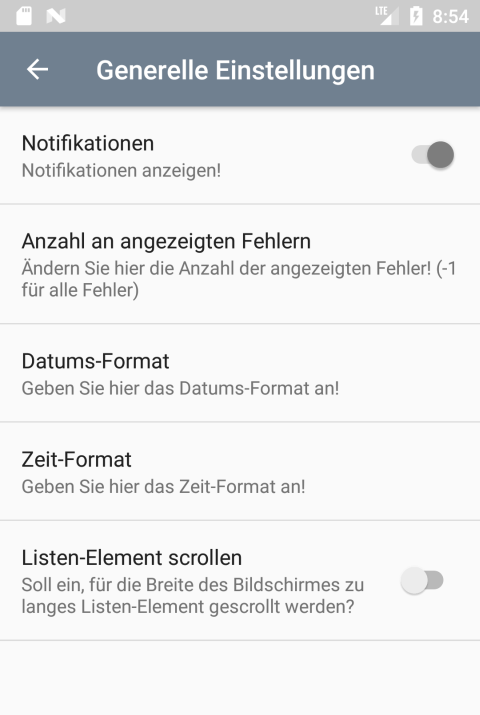 LTE 8:54
Generelle Einstellungen
Notifikationen
Notifikationen anzeigen!
Anzahl an angezeigten Fehlern
Ändern Sie hier die Anzahl der angezeigten Fehler! (-1
für alle Fehler)
Datums-Format
Geben Sie hier das Datums-Format an!
Zeit-Format
Geben Sie hier das Zeit-Format an!
Listen-Element scrollen
Soll ein, für die Breite des Bildschirmes zu
langes Listen-Element gescrollt werden?